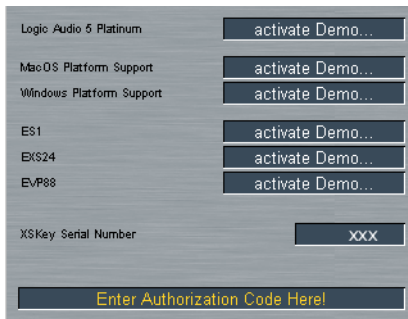 Logic Audio 5 Platinum activate Demo...
MacOS Platform Support activate Demo...
Windows Platform Support activate Demo...
ES1 activate Demo...
EXS24 activate Demo...
EVP88 activate Demo...
XSKey Serial Number xxx
Enter Authorization Code Here!